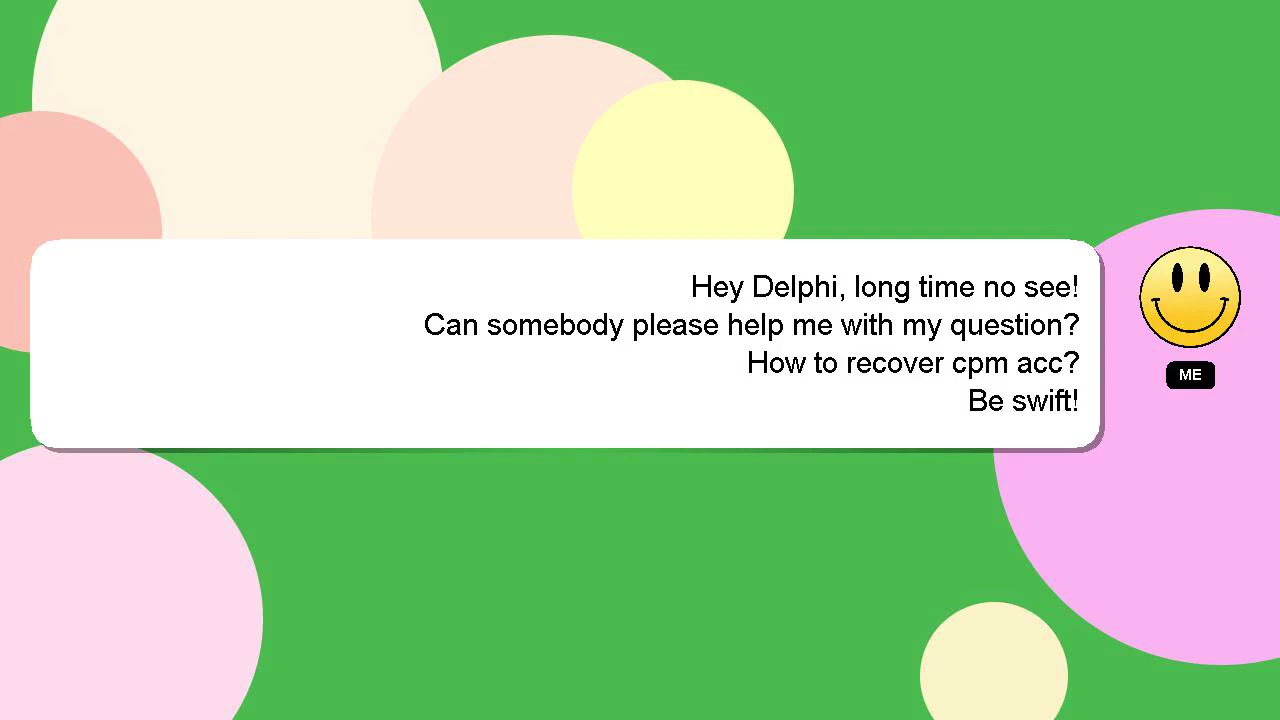 Hey Delphi, long time no see!
Can somebody please help me with my question?
How to recover cpm acc?
Be swift!
ME